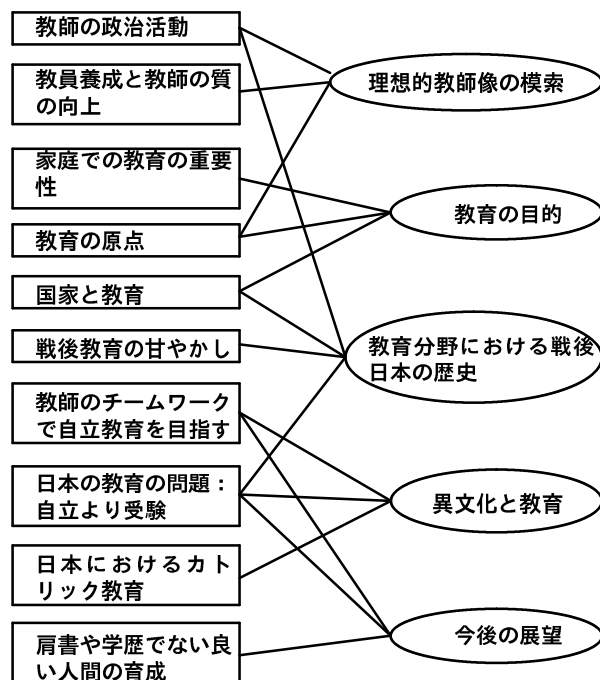 教師の政治活動
教員養成と教師の質
の向上
家庭での教育の重要
性
教育の原点
国家と教育
戦後教育の甘やかし
教師のチームワーク
で自立教育を目指す
日本の教育の問題：
自立より受験
日本におけるカト
リック教育
肩書や学歴でない良
い人間の育成
理想的教師像の模索
教育の目的
教育分野における戦後
日本の歴史
異文化と教育
今後の展望